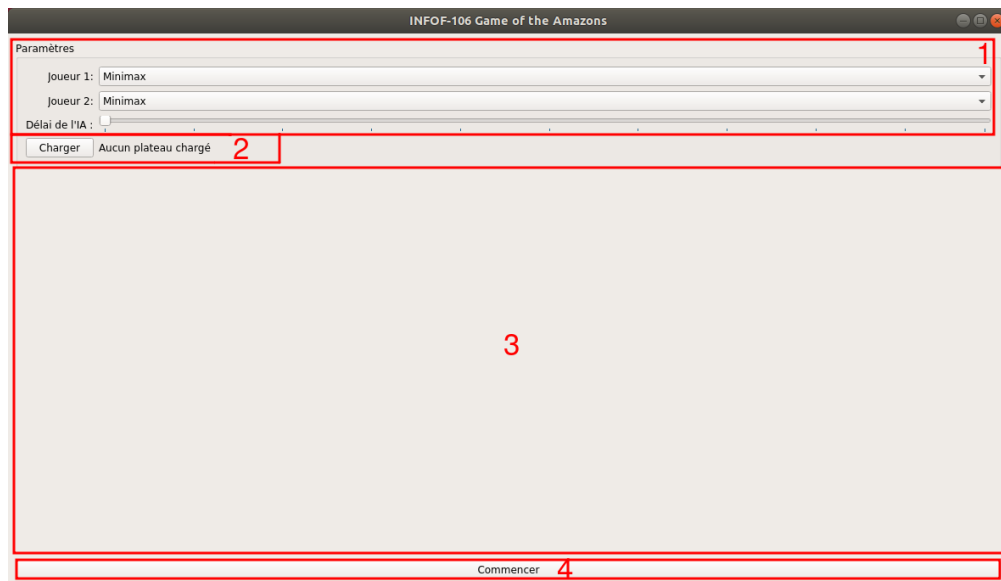 INFOF-106 Game of the Amazons
Paramètres 1
Joueur 1: Minimax
Joueur 2: Minimax
Délai de l'IA :
Charger Aucun plateau chargé 2
3
Commencer 4